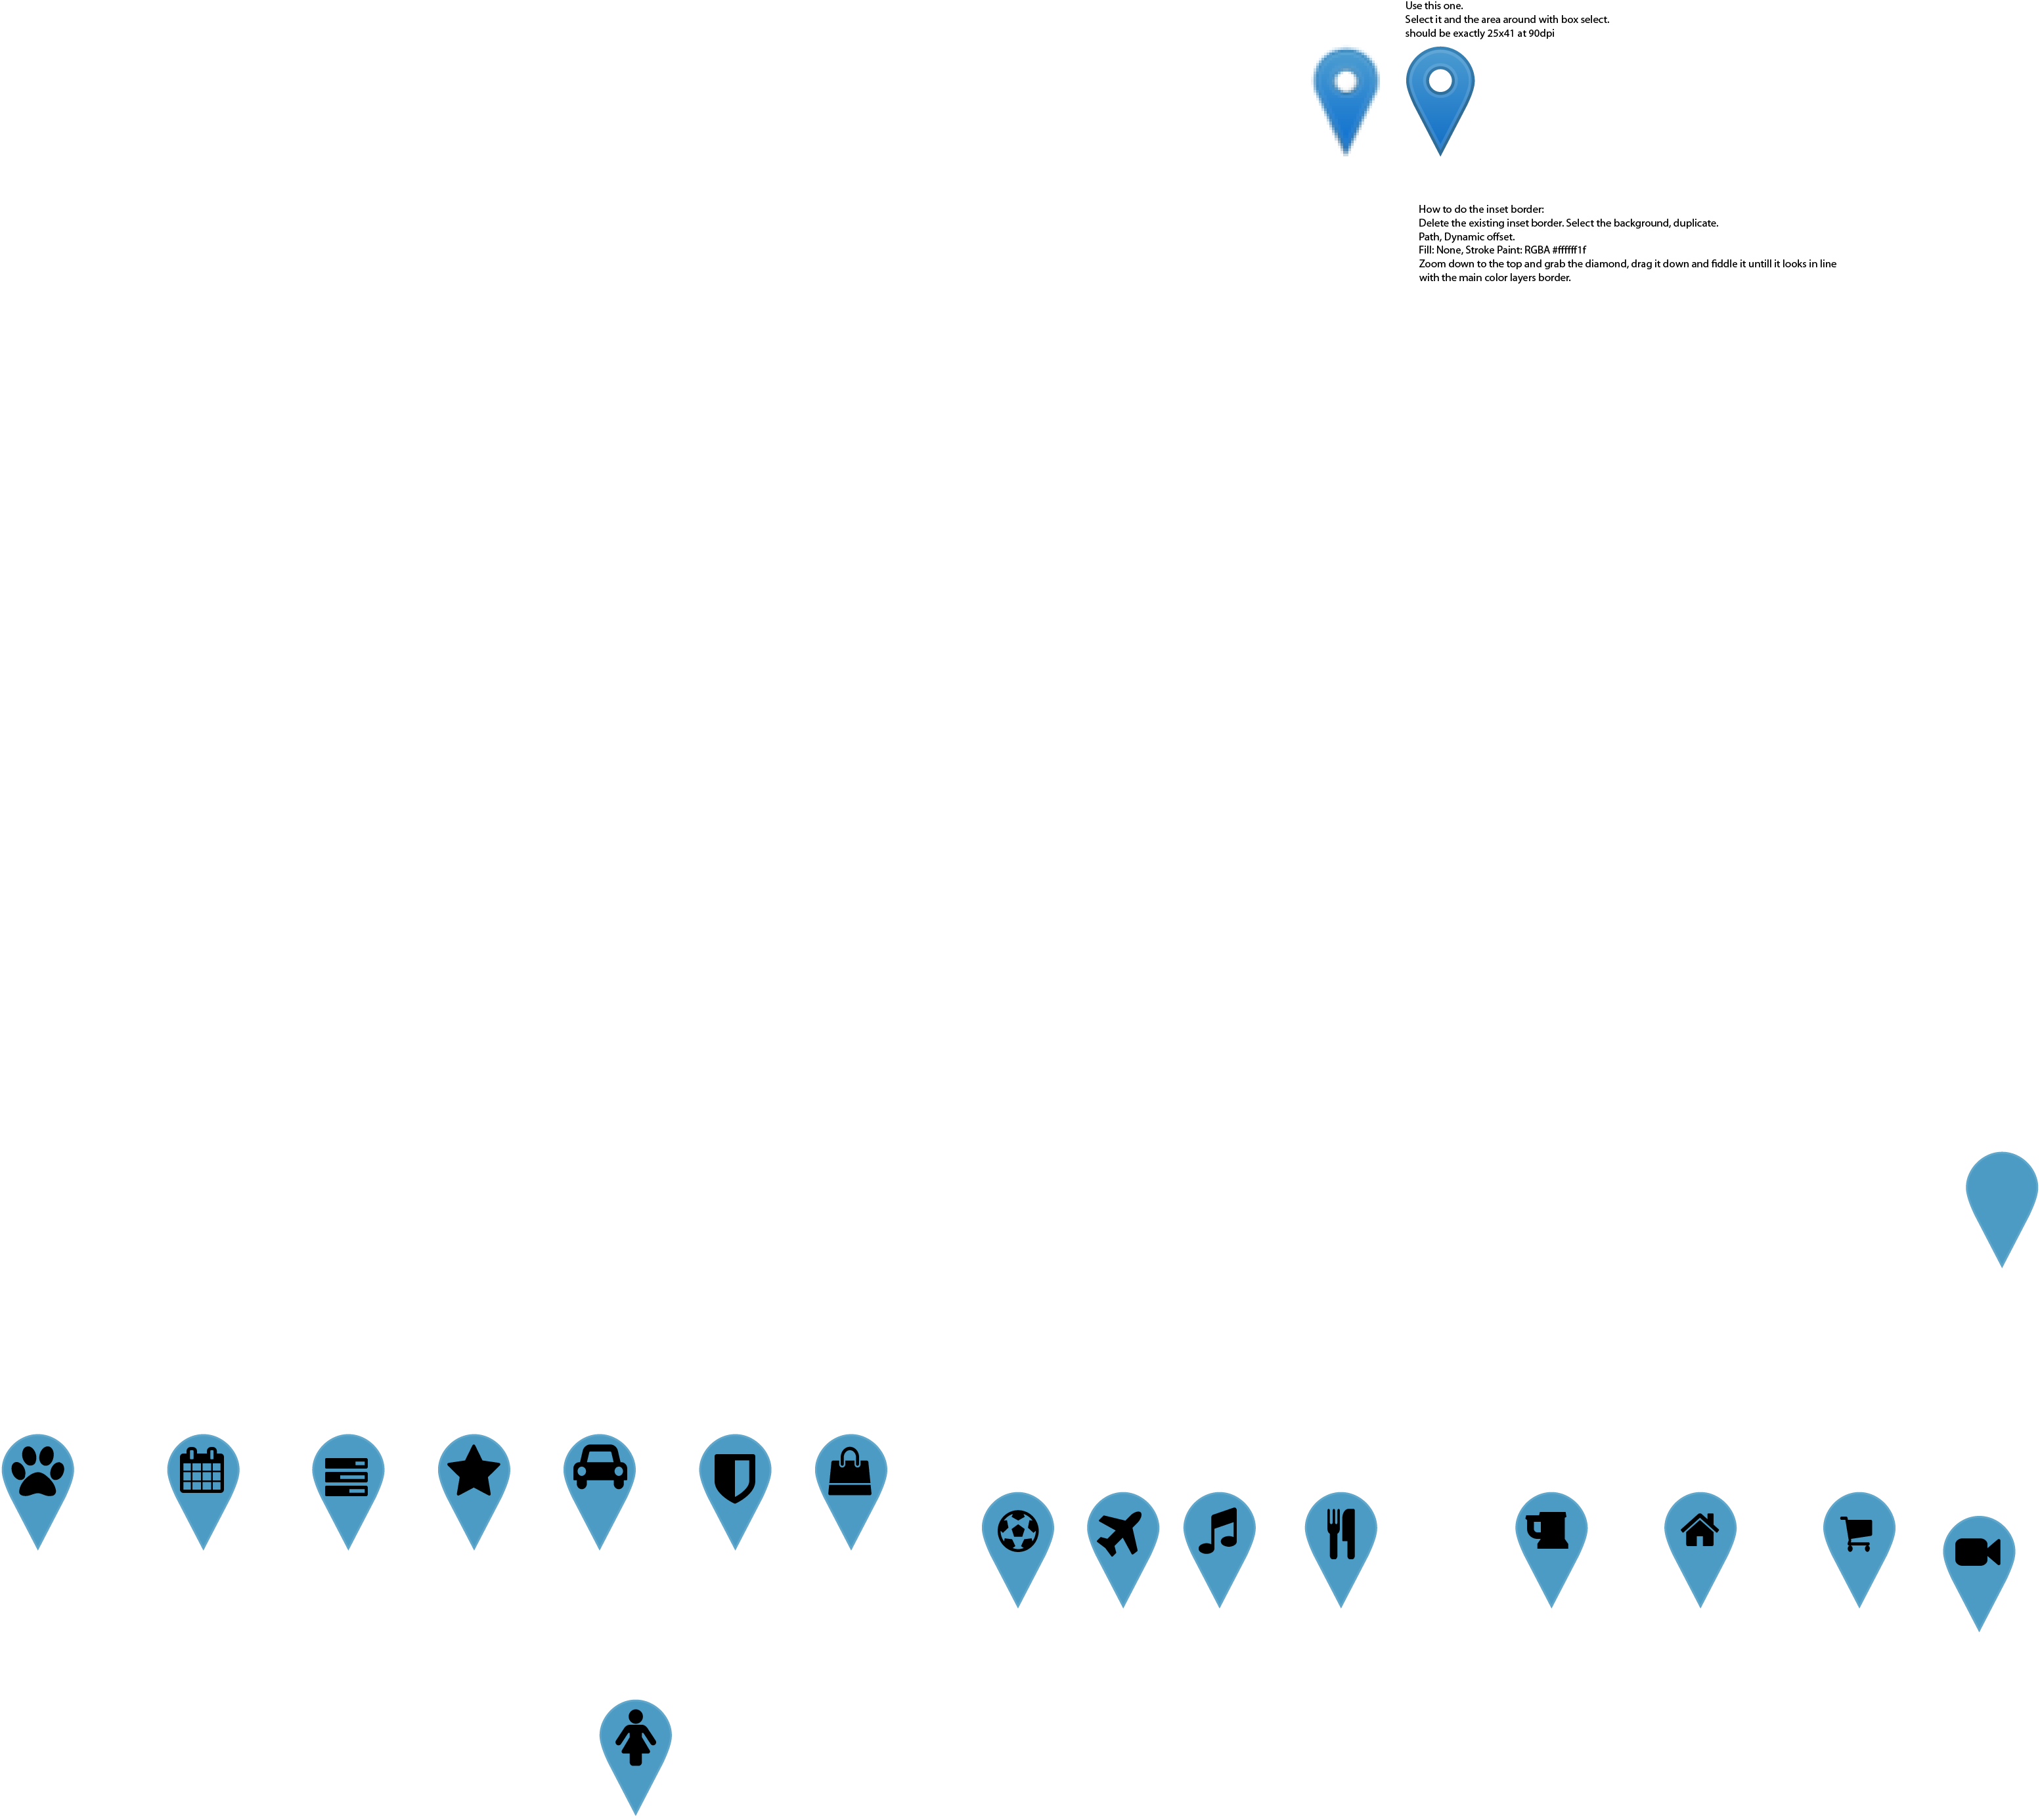 Use this one.
Select it and the area around with box select.
should be exactly 25x41 at 90dpi
How to do the inset border:
Delete the existing inset border. Select the background, duplicate.
Path, Dynamic offset.
Fill: None, Stroke Paint: RGBA #ffffff1f
Zoom down to the top and grab the diamond, drag it down and fiddle it untill it looks in line
with the main color layers border.